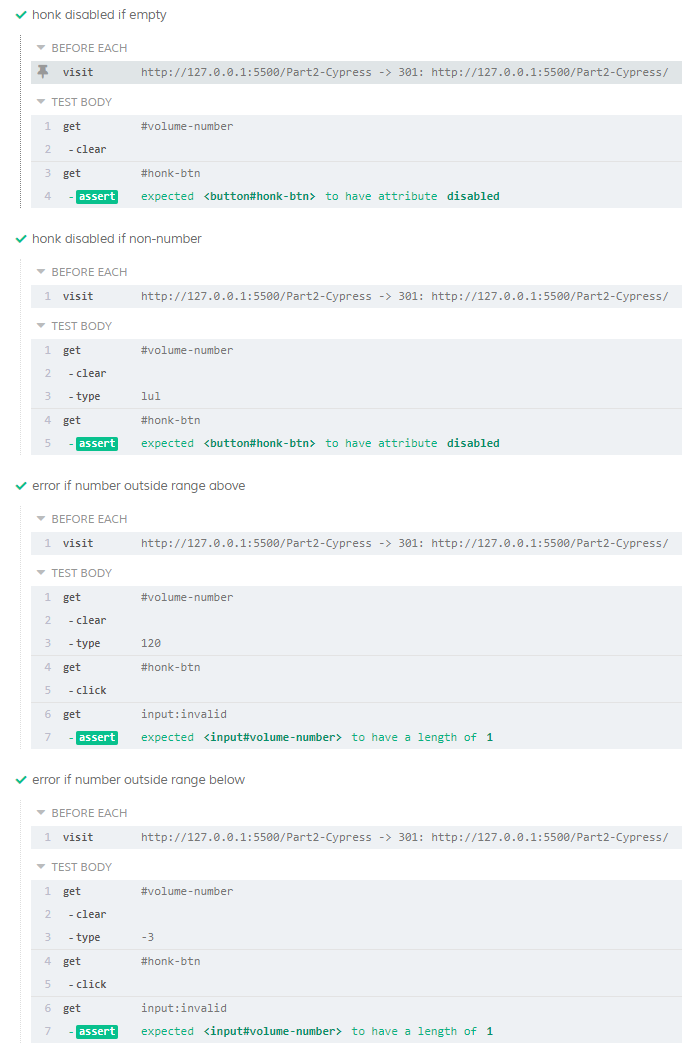 honk disabled if empty
BEFORE EACH
visit http://127.0.0.1:5500/Part2-Cypress -> 301: http://127.0.0.1:5500/Part2-Cypress/
TEST BODY
1 get #volume-number
2 -clear
3 get #honk-btn
4 -assert expected <button#honk-btn> to have attribute disabled
honk disabled if non-number
BEFORE EACH
1 visit http://127.0.0.1:5500/Part2-Cypress -> 301: http://127.0.0.1:5500/Part2-Cypress/
TEST BODY
1 get #volume-number
2 -clear
3 -type lul
4 get #honk-btn
5 -assert expected <button#honk-btn> to have attribute disabled
error if number outside range above
BEFORE EACH
1 visit http://127.0.0.1:5500/Part2-Cypress -> 301: http://127.0.0.1:5500/Part2-Cypress/
TEST BODY
1 get #volume-number
2 -clear
3 -type 120
4 get #honk-btn
5 -click
6 get input:invalid
7 -assert expected <input#volume-number> to have a length of 1
error if number outside range below
BEFORE EACH
1 visit http://127.0.0.1:5500/Part2-Cypress -> 301: http://127.0.0.1:5500/Part2-Cypress/
TEST BODY
1 get #volume-number
2 -clear
3 -type -3
4 get #honk-btn
5 -click
6 get input:invalid
7 -assert expected <input#volume-number> to have a length of 1